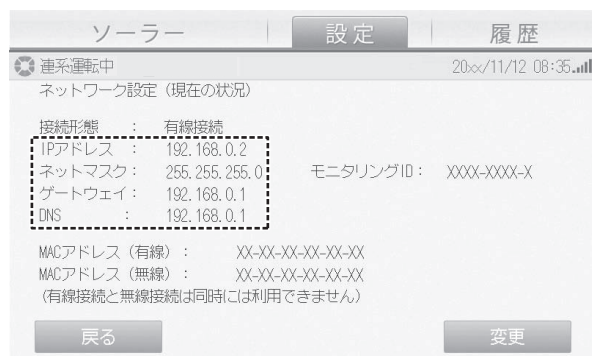 ソーラー 設定 履歴
連系運転中 20xx/11/12 08:35
ネットワーク設定（現在の状況）
接続形態 ： 有線接続
IPアドレス ： 192.168.0.2
ネットマスク： 255.255.255.0 モニタリングID： XXXX-XXXX-X
ゲートウェイ： 192.168.0.1
DNS ： 192.168.0.1
MACアドレス（有線）： XX-XX-XX-XX-XX-XX
MACアドレス（無線）： XX-XX-XX-XX-XX-XX
（有線接続と無線接続は同時には利用できません）
戻る 変更